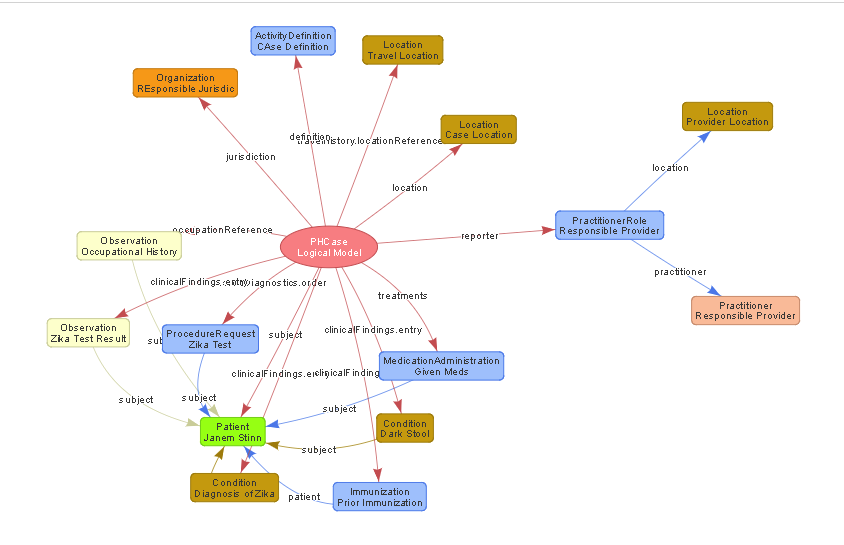 ActivityDefinition
CAse Definition
Location
Travel Location
Organization
REsponsible Jurisdic
Location
Provider Location
Location
Case Location
definition
travelHistory.locationReference
jurisdiction
location
location
PractitionerRole
Responsible Provider
occupationReference
reporter
Observation
Occupational History
PHCase
Logical Model
practitioner
clinicalFindings.entry
diagnostics.order
treatments
Practitioner
Responsible Provider
Observation
Zika Test Result
ProcedureRequest
Zika Test
subject
clinicalFindings.entry
MedicationAdministration
Given Meds
clinicalFindings.entry
subject
subject
subject
Patient
Janem Stinn
Condition
Dark Stool
subject
Condition
Diagnosis of Zika
patient
Immunization
Prior Immunization